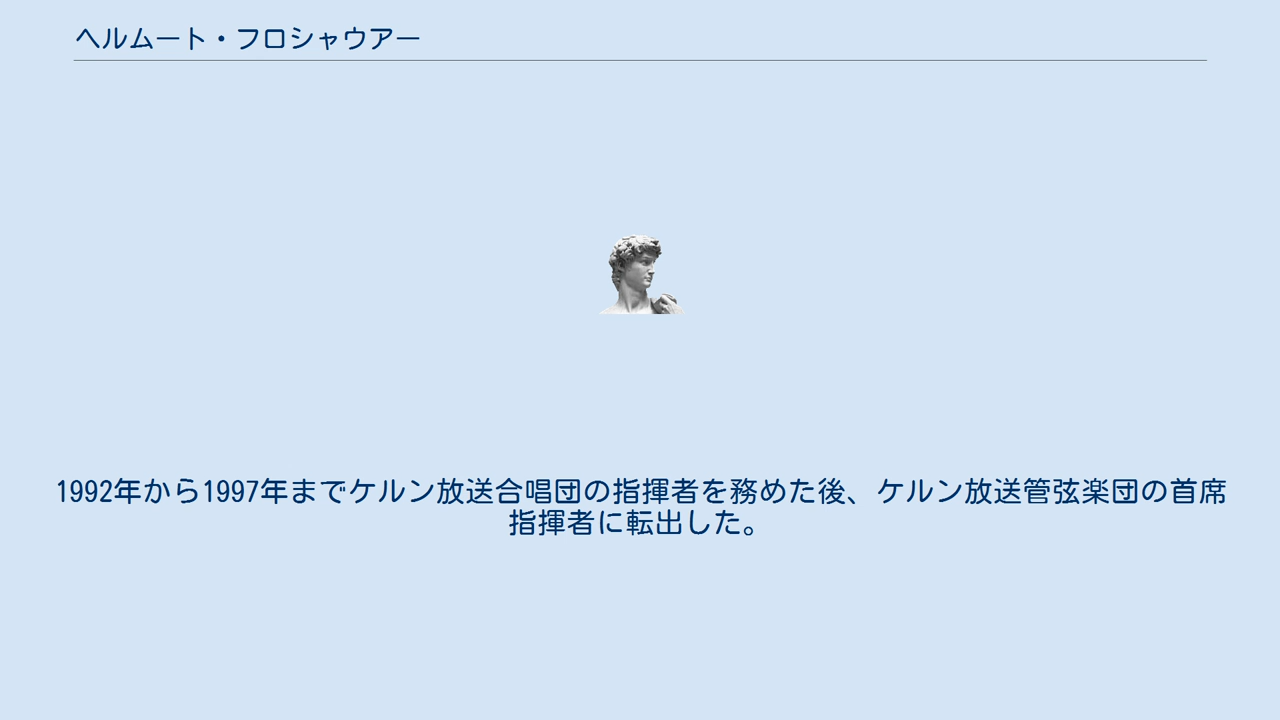 ヘルムート・フロシャウアー
1992年から1997年までケルン放送合唱団の指揮者を務めた後、ケルン放送管弦楽団の首席
指揮者に転出した。